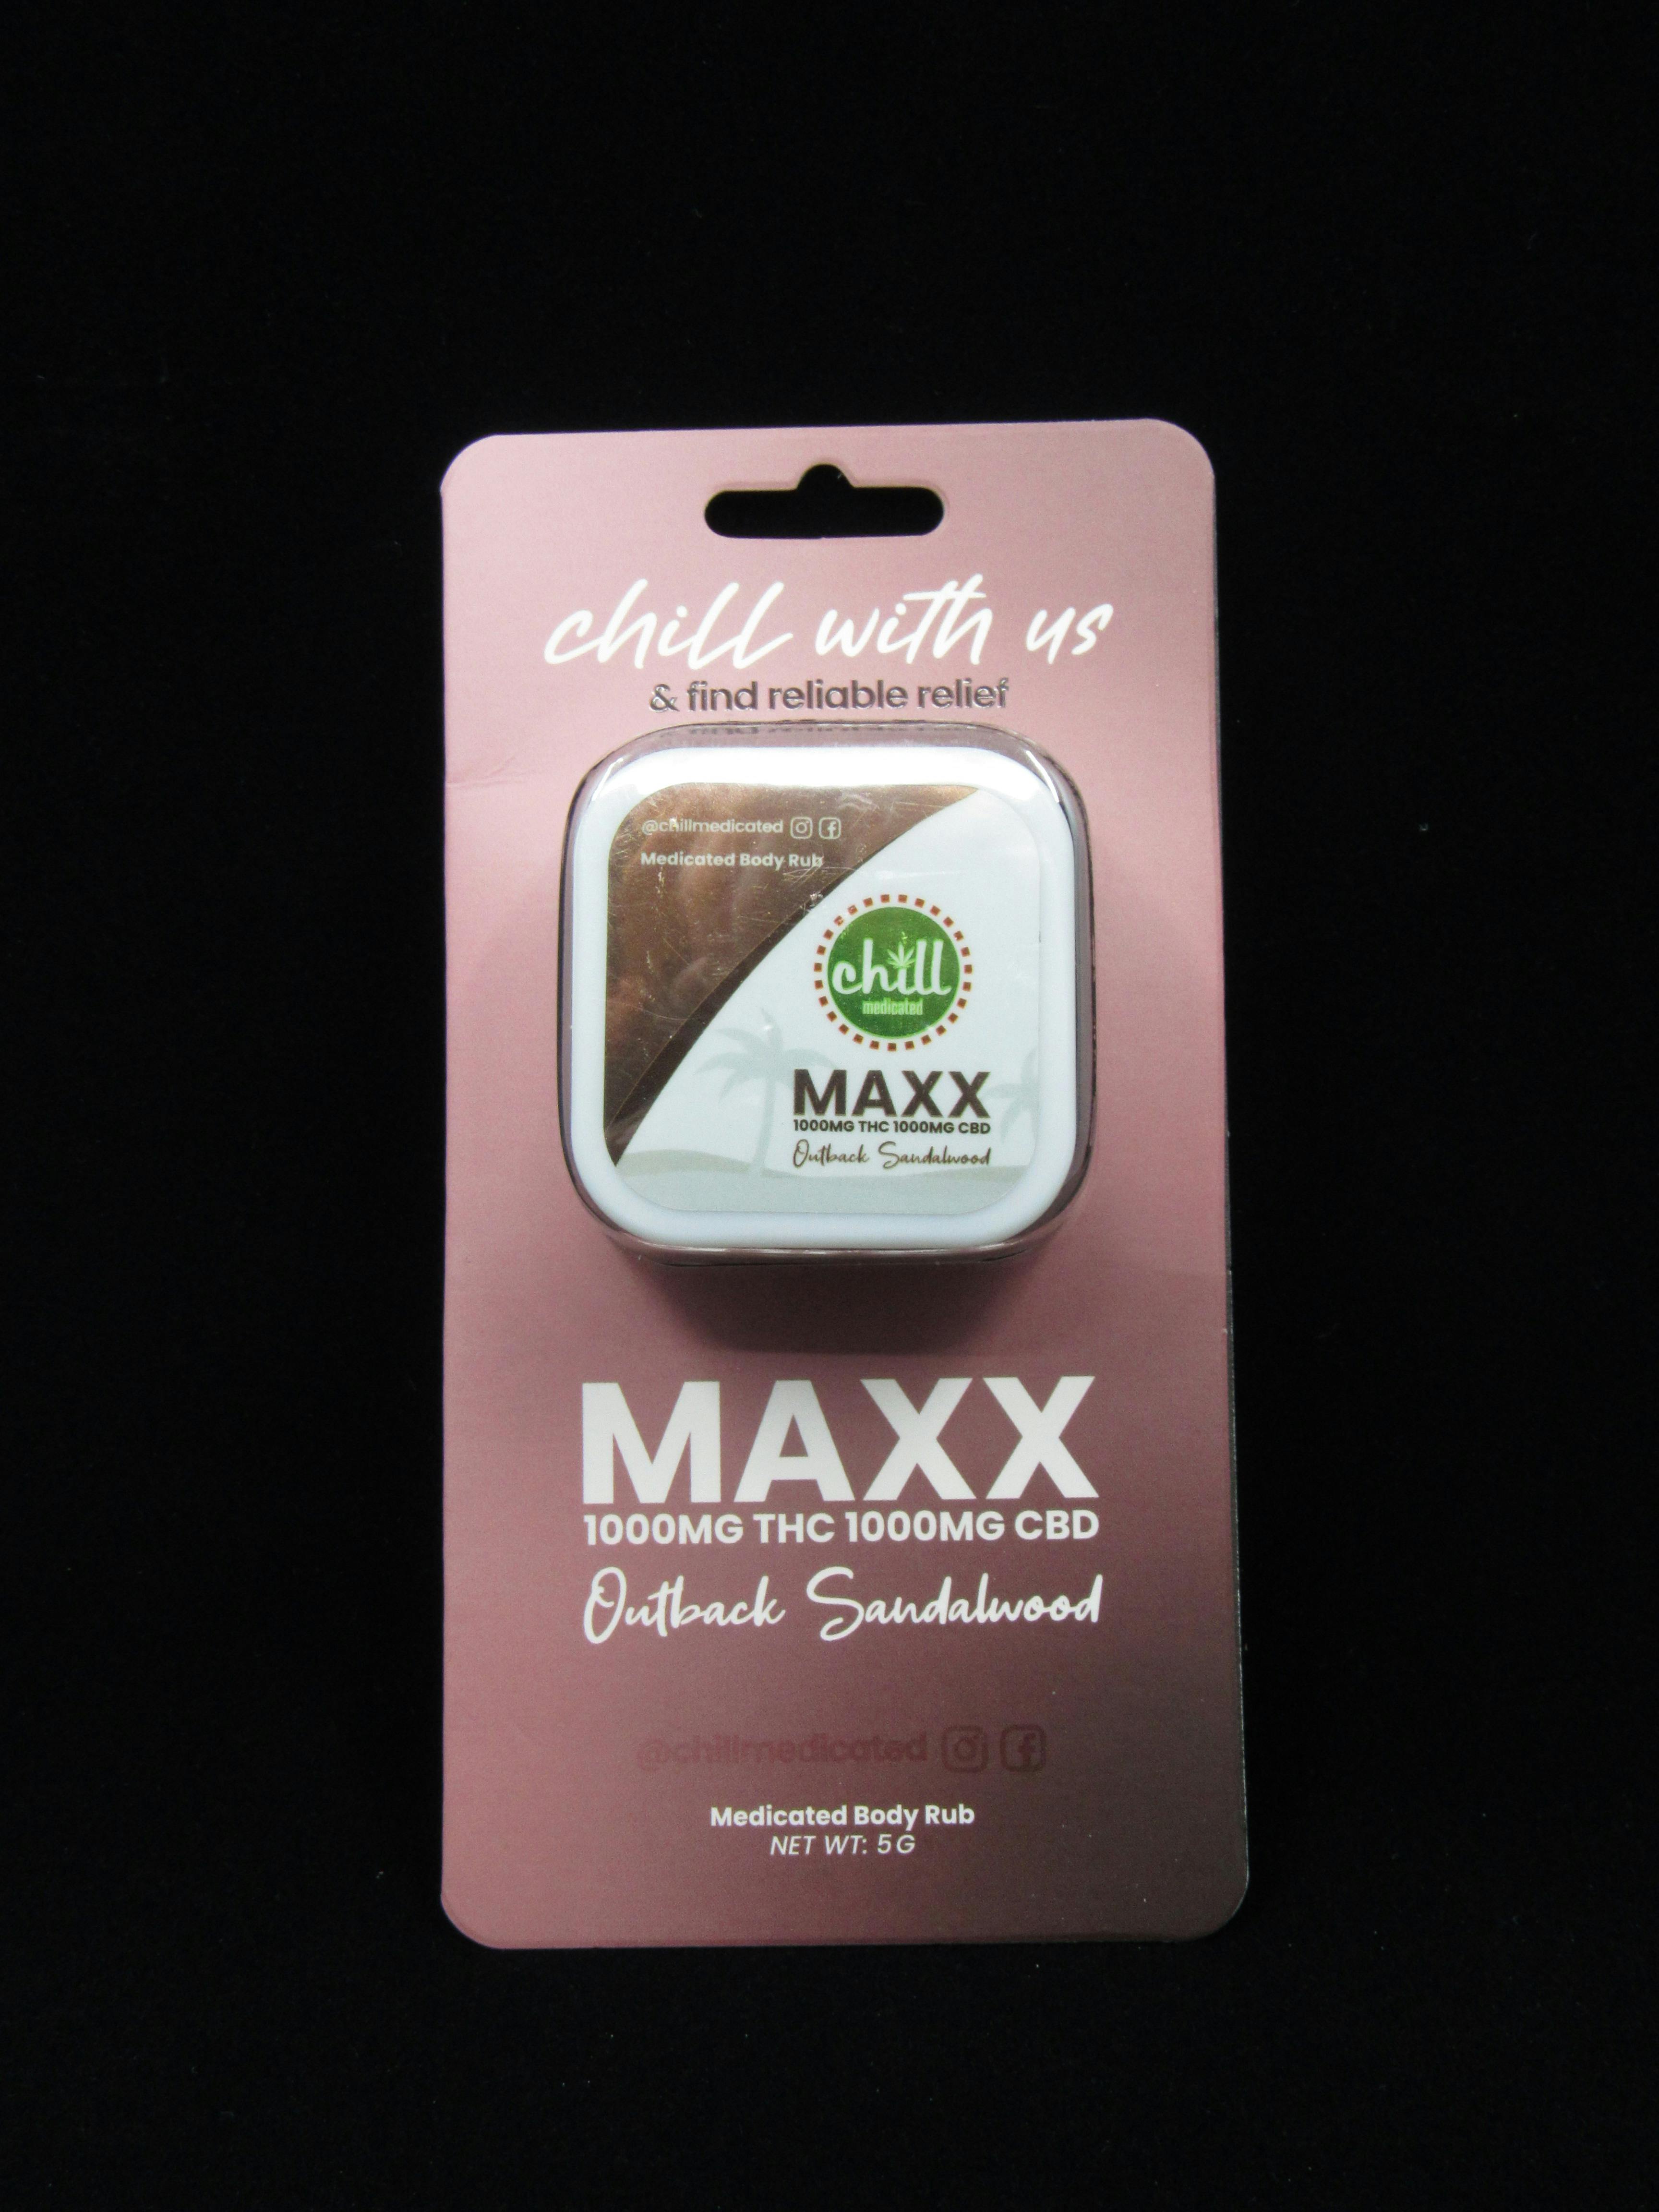 chill with us
& find reliable relief
@chillmedicated
Medicated Body Rub
chill
medicated
MAXX
1000MG THC 1000MG CBD
Outback Sandalwood
MAXX
1000MG THC 1000MG CBD
Outback Sandalwood
@chillmedicated
Medicated Body Rub
NET WT: 5G